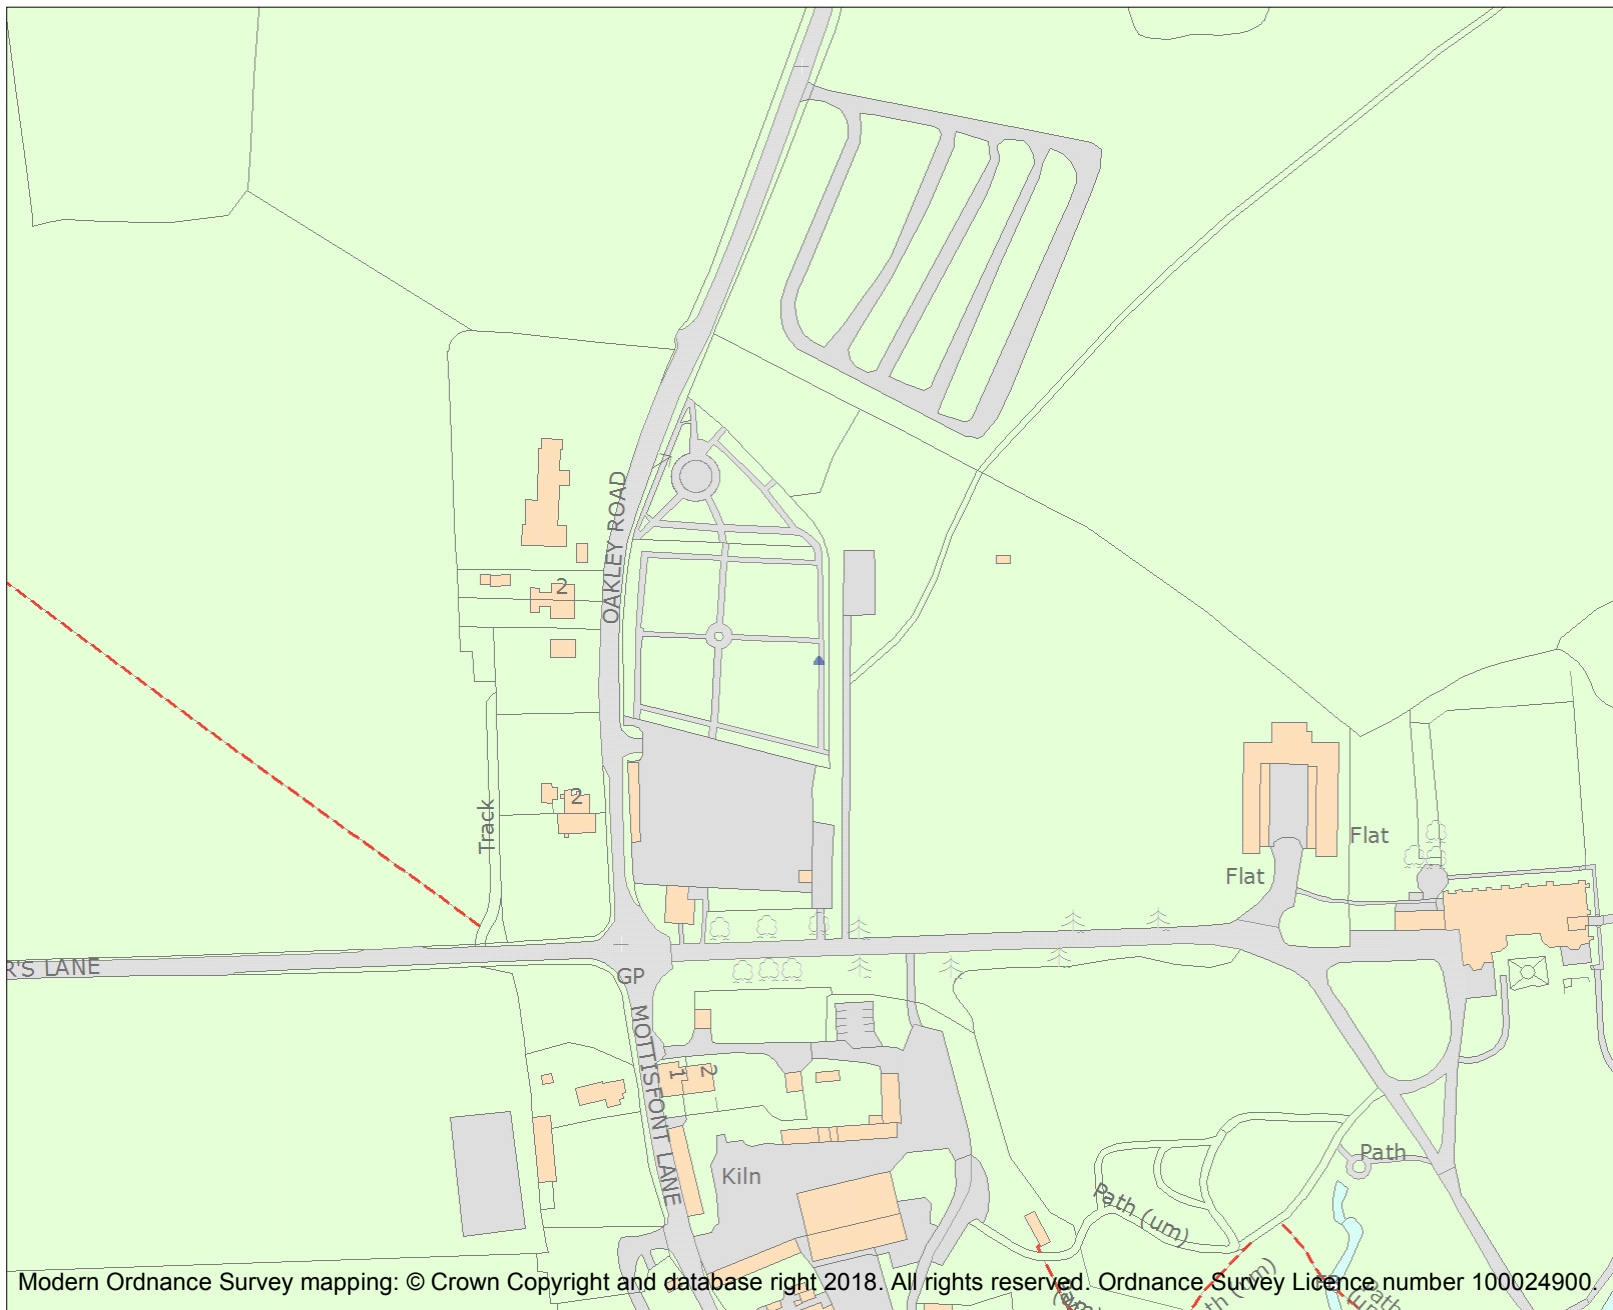 OAKLEY ROAD
2
2
Track
Flat
Flat
R'S LANE
GP
MOTTISFONT LANE
1
2
Kiln
Path
Path (um)
Modern Ordnance Survey mapping: © Crown Copyright and database right 2018. All rights reserved. Ordnance Survey Licence number 100024900.